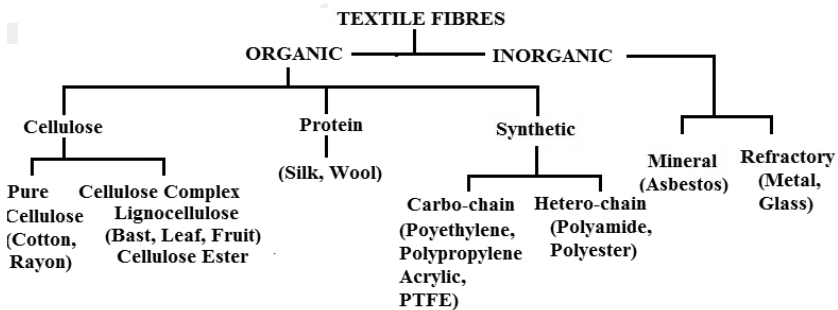 TEXTILE FIBRES
ORGANIC
INORGANIC
Cellulose
Protein
Synthetic
(Silk, Wool)
Mineral
(Asbestos)
Refractory
(Metal,
Glass)
Pure
Cellulose
(Cotton,
Rayon)
Cellulose Complex
Lignocellulose
(Bast, Leaf, Fruit)
Cellulose Ester
Carbo-chain
(Poyethylene,
Polypropylene
Acrylic,
PTFE)
Hetero-chain
(Polyamide,
Polyester)